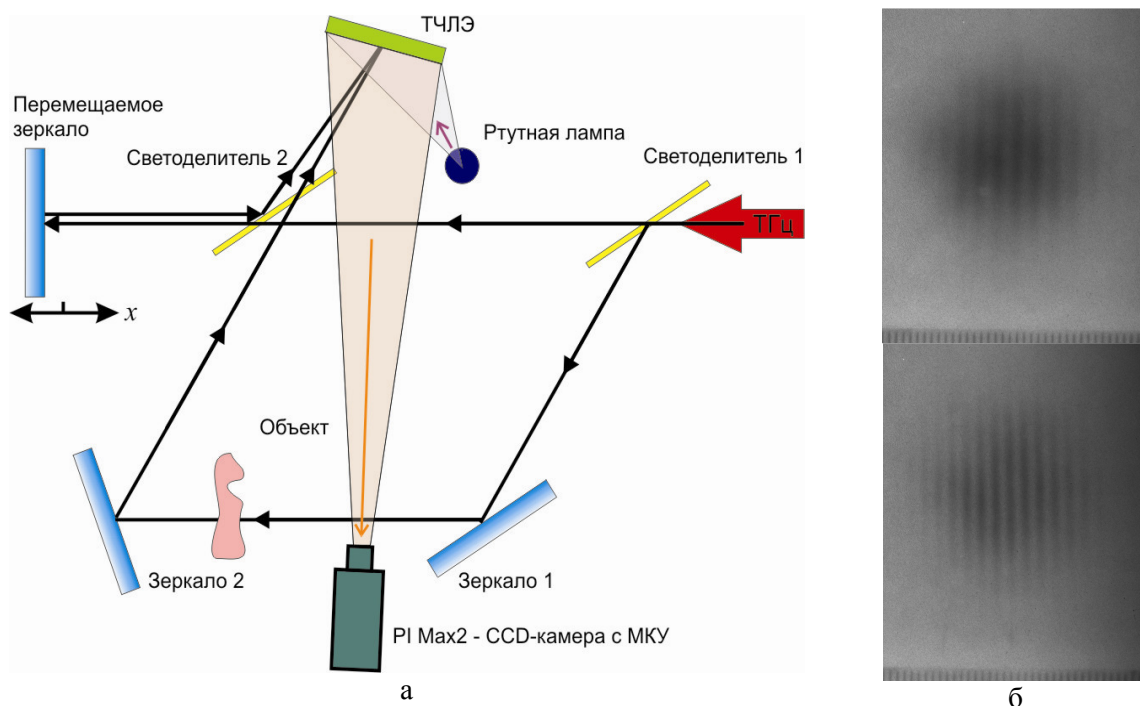 ТЧЛЭ
Перемещаемое
зеркало
Светоделитель 2
Ртутная лампа
Светоделитель 1
ТГц
x
Объект
Зеркало 2
Зеркало 1
PI Max2 - CCD-камера с МКУ
а
б